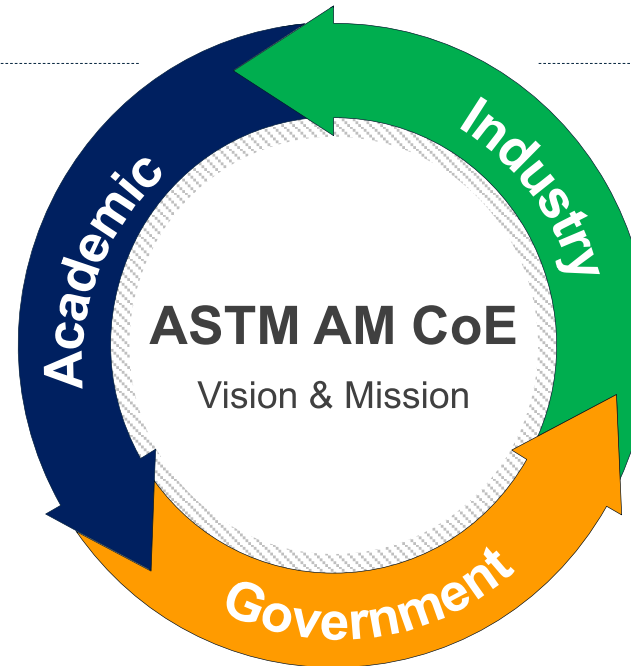 Industry
Academic
ASTM AM CoE
Vision & Mission
Government